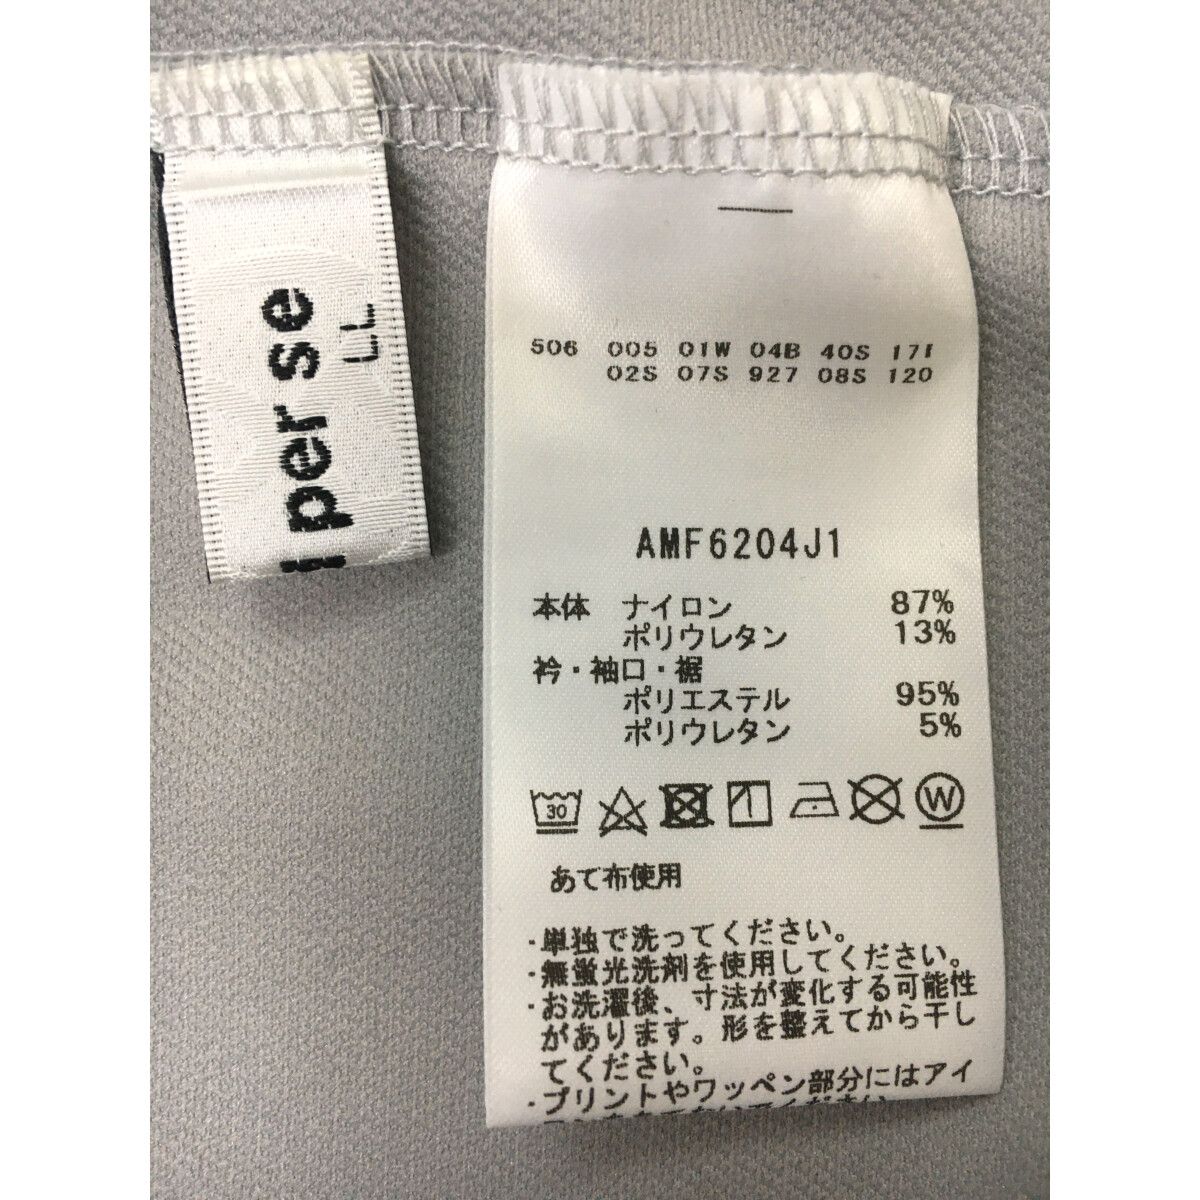 per se
LL
506 005 01W 04B 40S 17I
02S 07S 927 08S 120
AMF6204J1
本体 ナイロン 87%
ポリウレタン 13%
衿・袖口・裾
ポリエステル 95%
ポリウレタン 5%
30
W
あて布使用
・単独で洗ってください。
・無蛍光洗剤を使用してください。
・お洗濯後、寸法が変化する可能性
があります。形を整えてから干し
てください。
・プリントやワッペン部分にはアイ